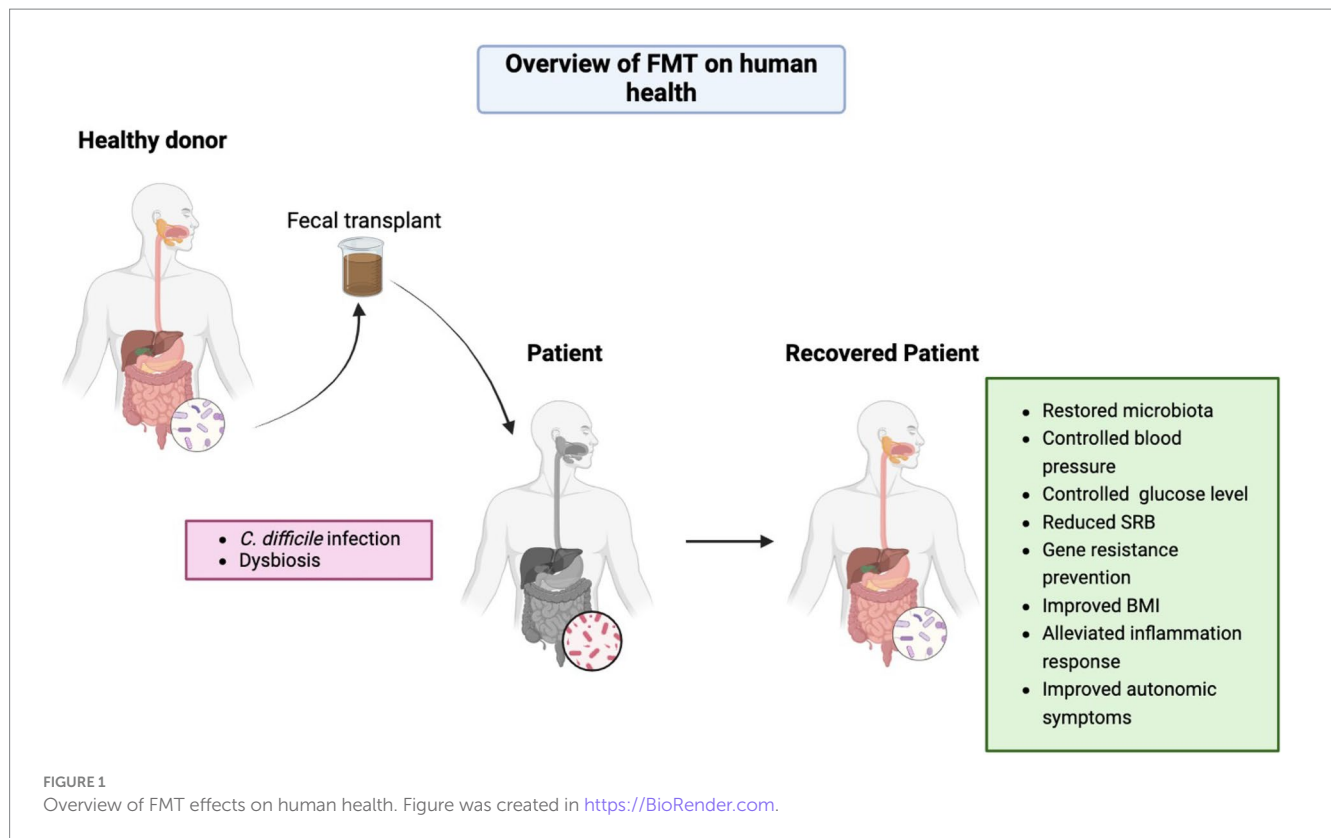 Overview of FMT on human
health
Healthy donor
Fecal transplant
Patient
Recovered Patient
• C. difficile infection
• Dysbiosis
• Restored microbiota
• Controlled blood
pressure
• Controlled glucose level
• Reduced SRB
• Gene resistance
prevention
• Improved BMI
• Alleviated inflammation
response
• Improved autonomic
symptoms
FIGURE 1
Overview of FMT effects on human health. Figure was created in https://BioRender.com.